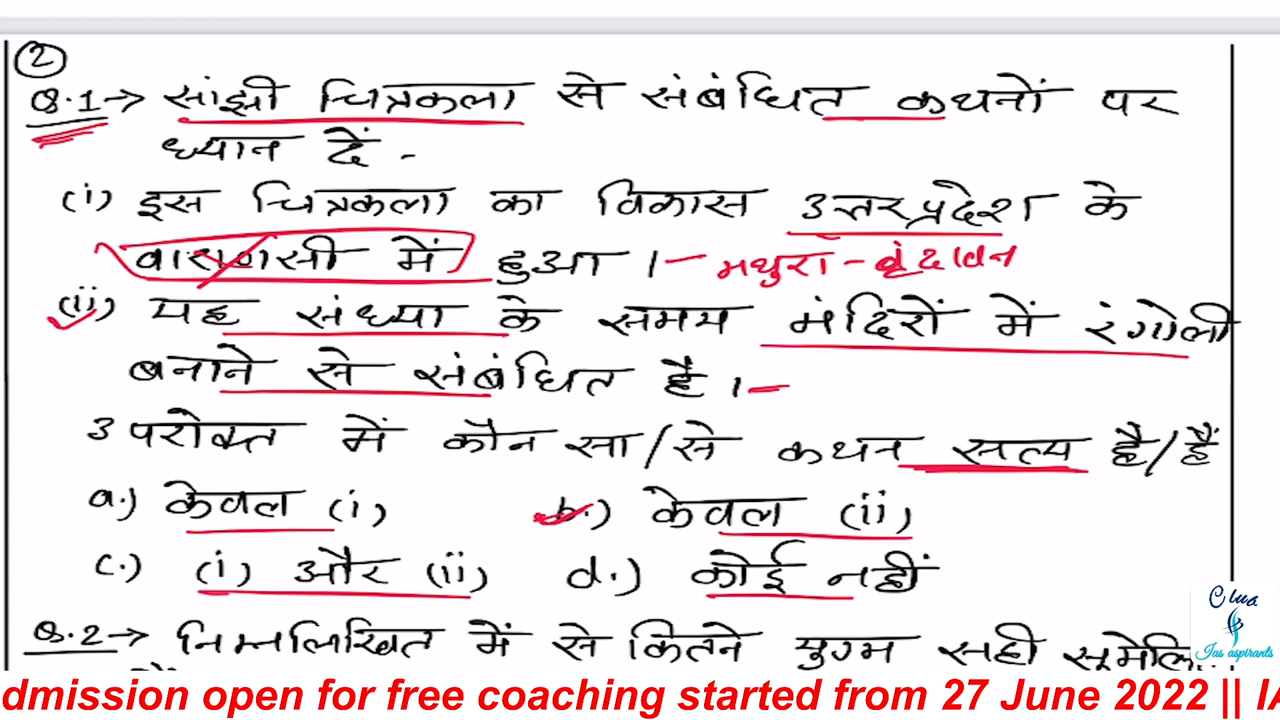 2
Q.1→ सांझी चित्रकला से संबंधित कथनों पर
ध्यान दें -
(i) इस चित्रकला का विकास उत्तरप्रदेश के
वाराणसी में हुआ । - मथुरा - वृंदावन
(ii) यह संध्या के समय मंदिरों में रंगोली
बनाने से संबंधित है । -
उपरोक्त में कौन सा/से कथन सत्य है/हैं
a.) केवल (i) b.) केवल (ii)
c.) (i) और (ii) d.) कोई नहीं
Q.2→ निम्नलिखित में से कितने युग्म सही
Clue
Ias aspirants
dmission open for free coaching started from 27 June 2022 || IA